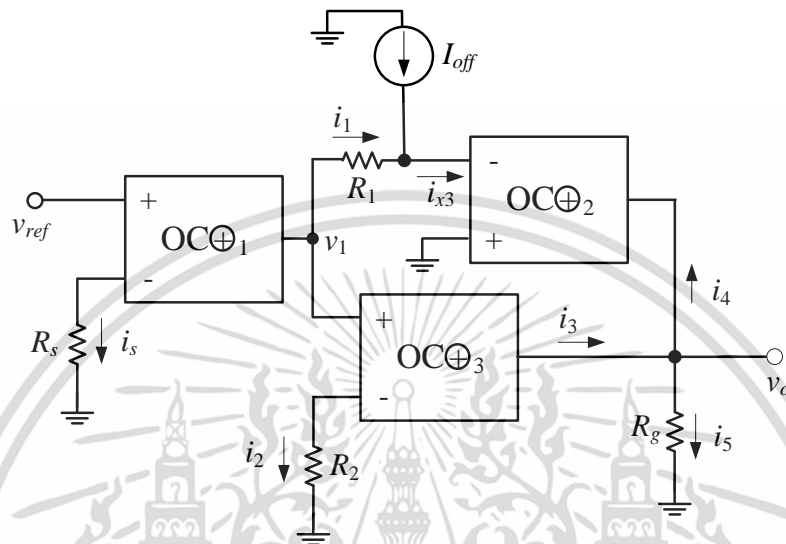 I_off
i_1
R_1
i_x3
-
OC⊕_2
+
v_ref
+
OC⊕_1
-
v_1
R_s
i_s
+
OC⊕_3
-
i_3
i_4
v_o
i_2
R_2
R_g
i_5